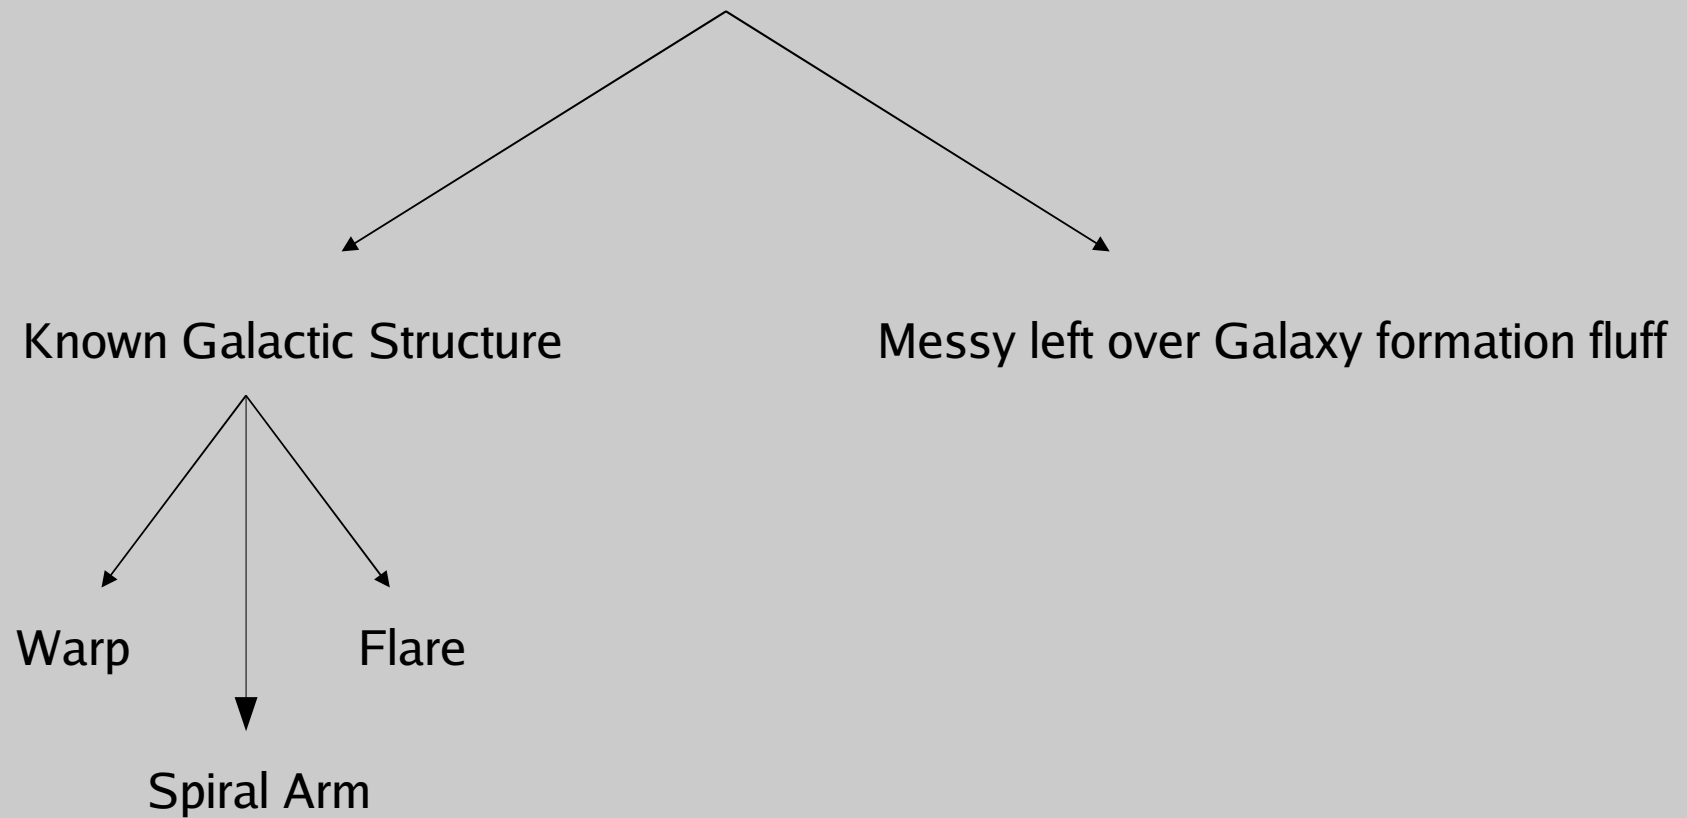 Known Galactic Structure
Messy left over Galaxy formation fluff
Warp
Flare
Spiral Arm